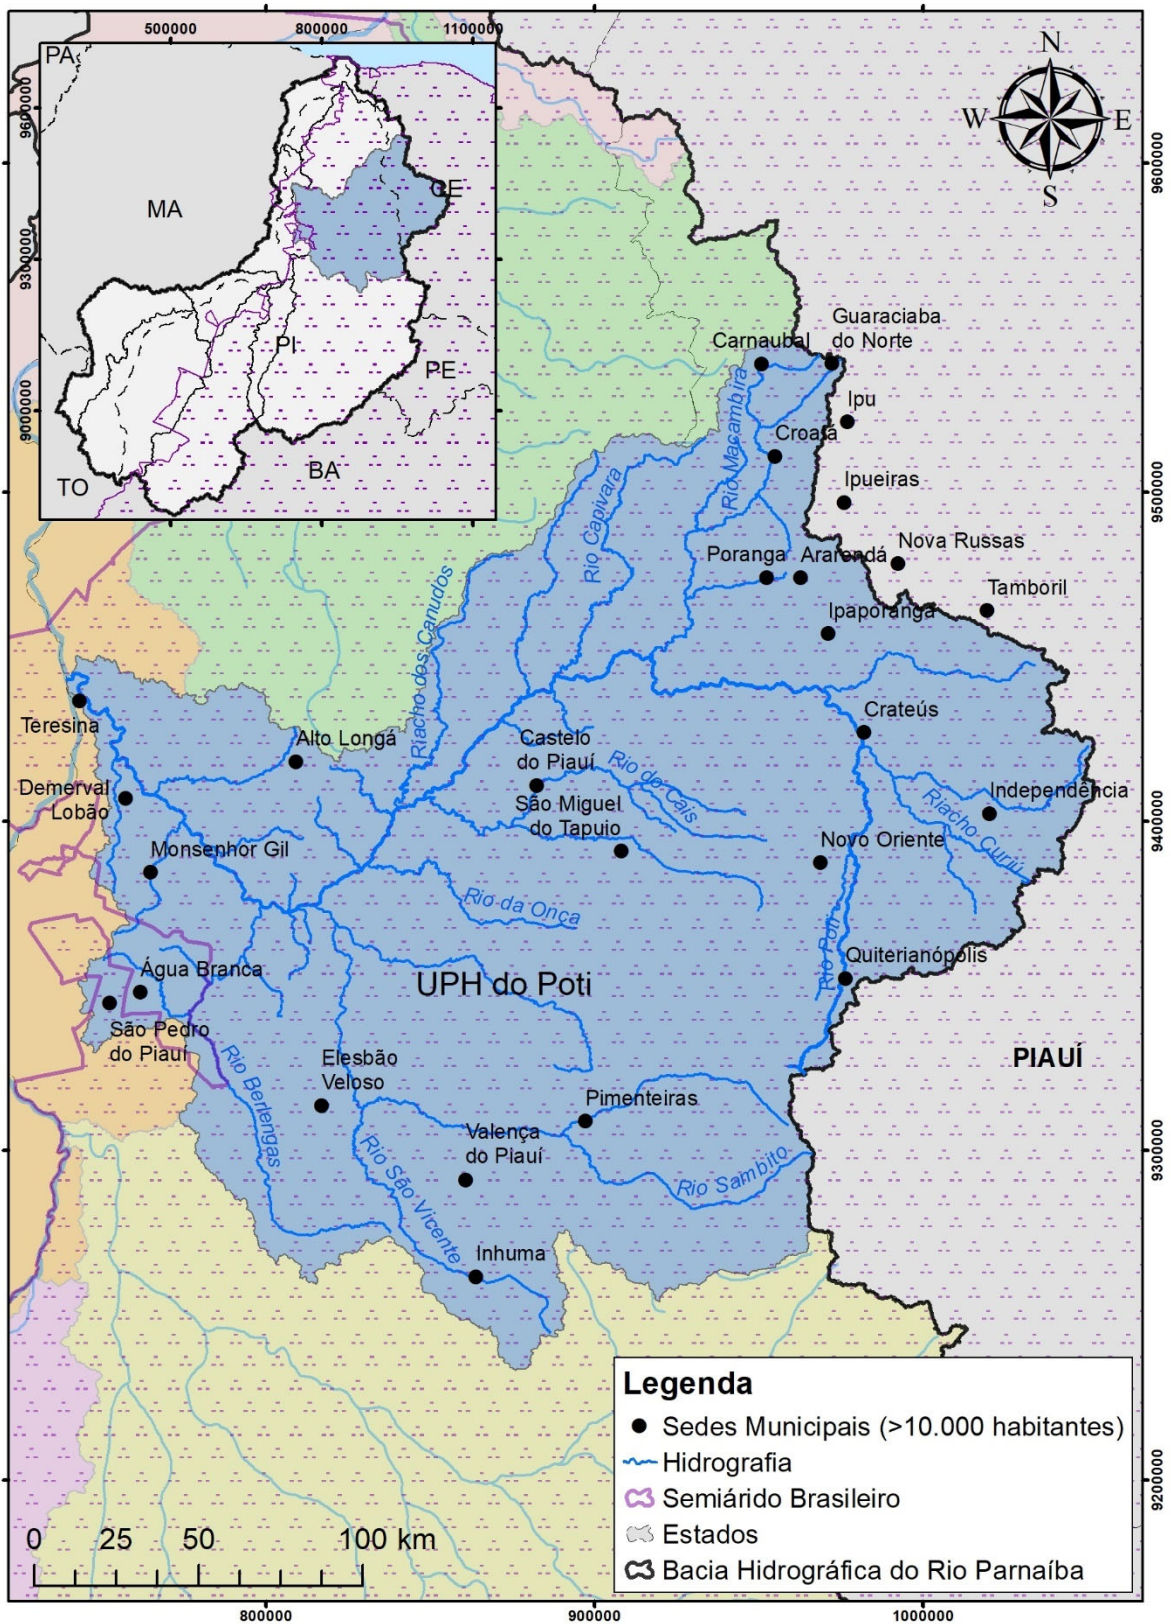 500000
800000
1100000
9600000
9300000
9000000
PA
MA
CE
PI
PE
TO
BA
N
W
E
S
9600000
9500000
9400000
9300000
9200000
Guaraciaba
do Norte
Carnaubal
Ipu
Croatá
Ipueiras
Rio Macambira
Rio Capivara
Nova Russas
Poranga
Ararendá
Tamboril
Ipaporanga
Riacho dos Canudos
Teresina
Alto Longá
Castelo
do Piauí
Crateús
Demerval
Lobão
Rio do Cais
São Miguel
do Tapuio
Independência
Riacho Curiú
Monsenhor Gil
Novo Oriente
Rio da Onça
Rio Poti
Água Branca
UPH do Poti
Quiterianópolis
São Pedro
do Piauí
Elesbão
Veloso
PIAUÍ
Rio Berlengas
Pimenteiras
Valença
do Piauí
Rio São Vicente
Rio Sambito
Inhuma
Legenda
Sedes Municipais (>10.000 habitantes)
Hidrografia
Semiárido Brasileiro
Estados
Bacia Hidrográfica do Rio Parnaíba
0 25 50 100 km
800000
900000
1000000